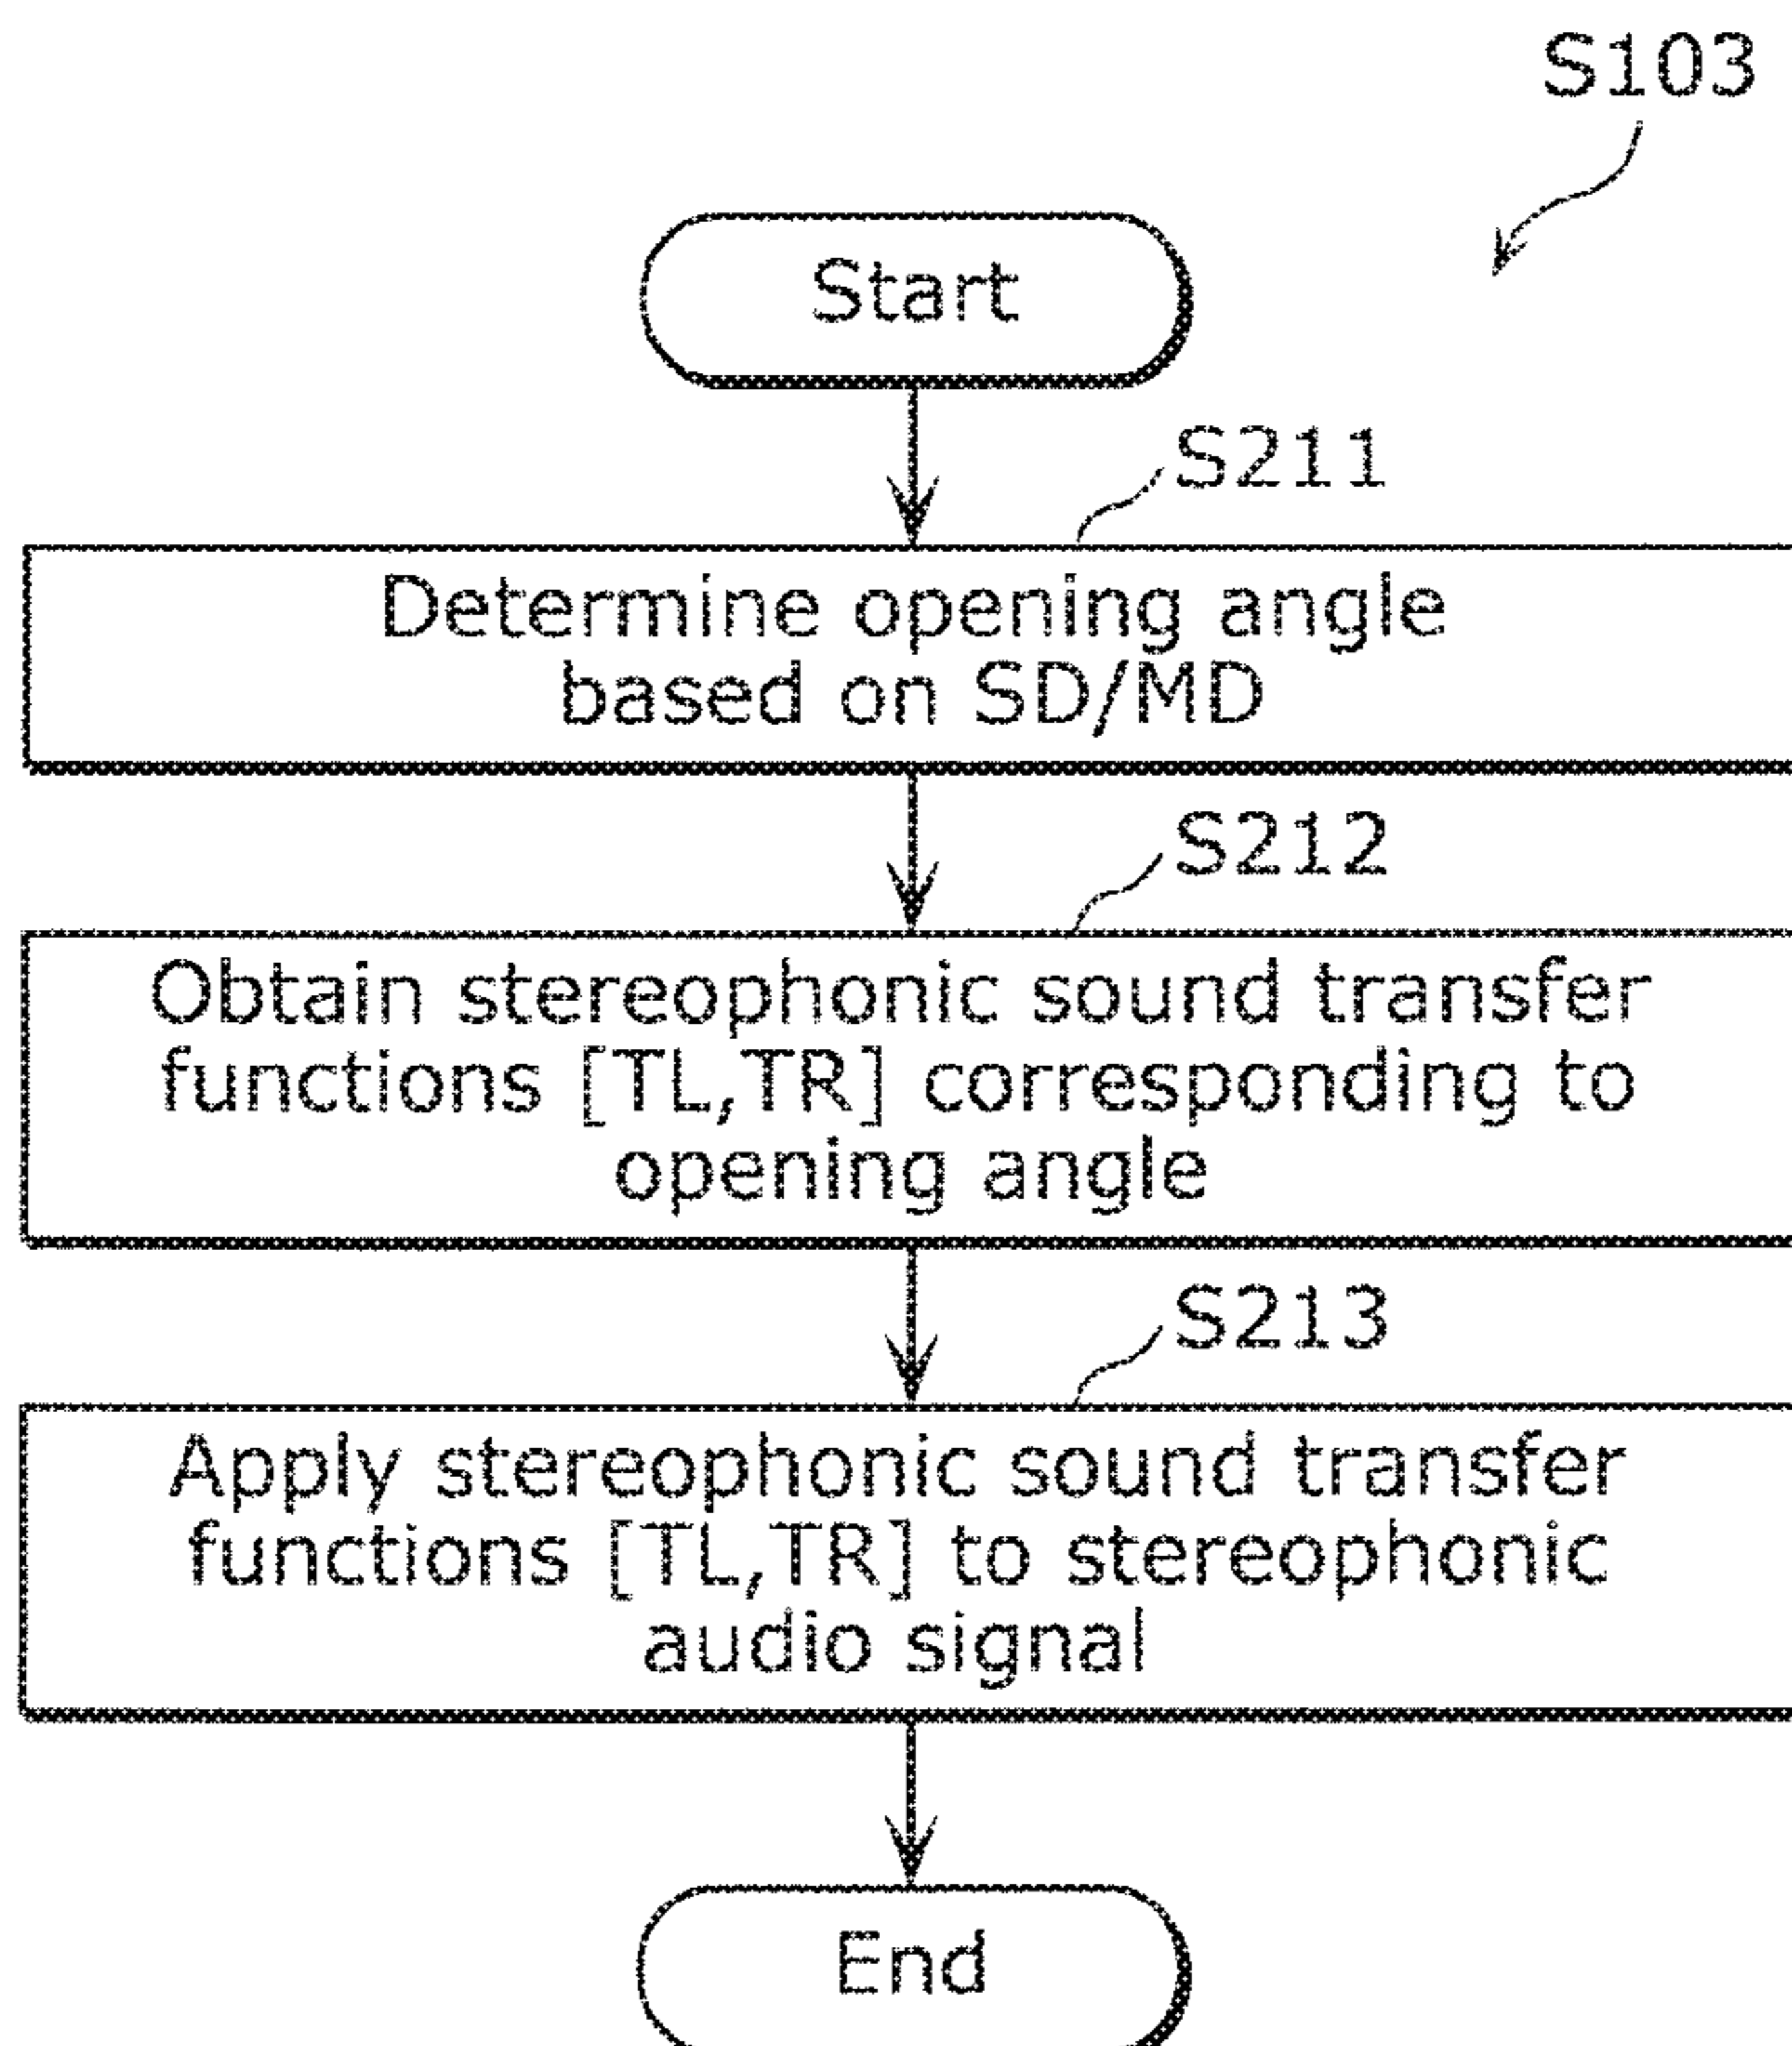 S103
Start
S211
Determine opening angle
based on SD/MD
S212
Obtain stereophonic sound transfer
functions [TL,TR] corresponding to
opening angle
S213
Apply stereophonic sound transfer
functions [TL,TR] to stereophonic
audio signal
End